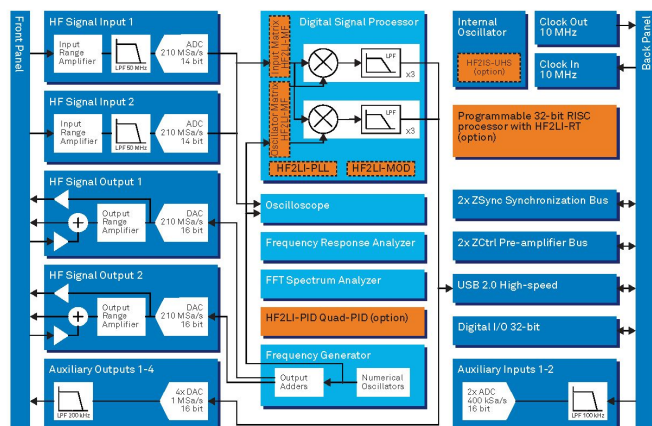 Front Panel
HF Signal Input 1
Input
Range
Amplifier
LPF 50 MHz
ADC
210 MSa/s
14 bit
HF Signal Input 2
Input
Range
Amplifier
LPF 50 MHz
ADC
210 MSa/s
14 bit
HF Signal Output 1
+
Output
Range
Amplifier
DAC
210 MSa/s
16 bit
HF Signal Output 2
+
Output
Range
Amplifier
DAC
210 MSa/s
16 bit
Auxiliary Outputs 1-4
LPF 200 kHz
4x DAC
1 MSa/s
16 bit
Digital Signal Processor
Input Matrix
HF2LI-MF
Oscillator Matrix
HF2LI-MF
LPF
x3
LPF
x3
HF2LI-PLL
HF2LI-MOD
Oscilloscope
Frequency Response Analyzer
FFT Spectrum Analyzer
HF2LI-PID Quad-PID (option)
Frequency Generator
Output
Adders
Numerical
Oscillators
Internal
Oscillator
HF2IS-UHS
(option)
Clock Out
10 MHz
Clock In
10 MHz
Programmable 32-bit RISC
processor with HF2LI-RT
(option)
2x ZSync Synchronization Bus
2x ZCtrl Pre-amplifier Bus
USB 2.0 High-speed
Digital I/O 32-bit
Auxiliary Inputs 1-2
2x ADC
400 kSa/s
16 bit
LPF 100 kHz
Back Panel